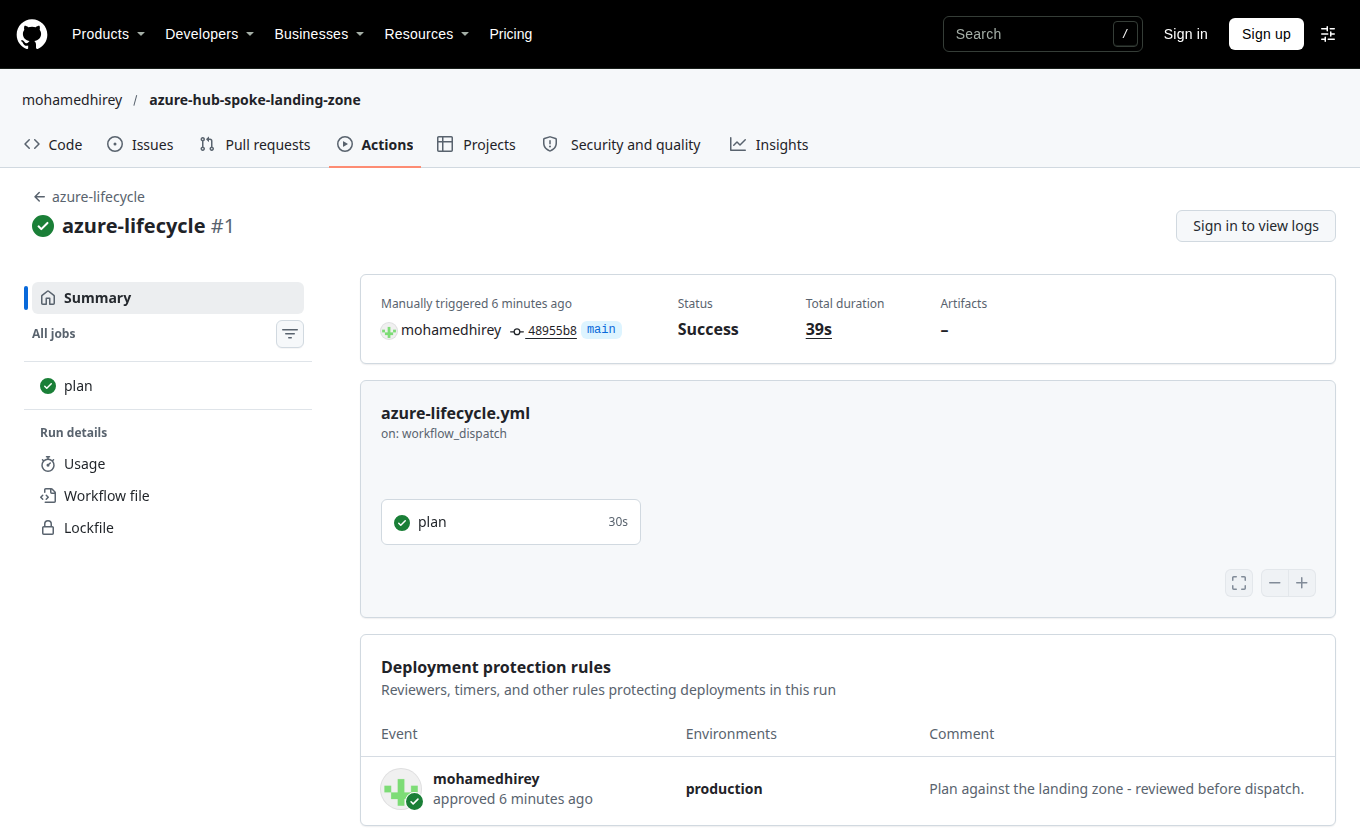 Products Developers Businesses Resources Pricing Search / Sign in Sign up
mohamedhirey / azure-hub-spoke-landing-zone
Code Issues Pull requests Actions Projects Security and quality Insights
azure-lifecycle
azure-lifecycle #1
Sign in to view logs
Summary
All jobs
plan
Run details
Usage
Workflow file
Lockfile
Manually triggered 6 minutes ago Status Total duration Artifacts
mohamedhirey 48955b8 main Success 39s –
azure-lifecycle.yml
on: workflow_dispatch
plan 30s
Deployment protection rules
Reviewers, timers, and other rules protecting deployments in this run
Event Environments Comment
mohamedhirey
approved 6 minutes ago
production
Plan against the landing zone - reviewed before dispatch.